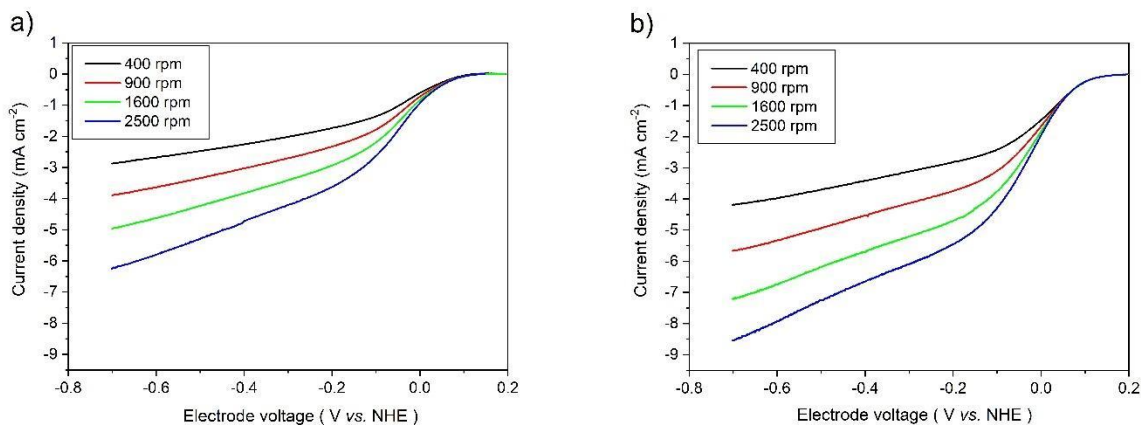 a)
400 rpm
900 rpm
1600 rpm
2500 rpm
1
0
-1
-2
-3
-4
-5
-6
-7
-8
-9
Current density (mA cm⁻²)
-0.8
-0.6
-0.4
-0.2
0.0
0.2
Electrode voltage ( V vs. NHE )
b)
400 rpm
900 rpm
1600 rpm
2500 rpm
1
0
-1
-2
-3
-4
-5
-6
-7
-8
-9
Current density (mA cm⁻²)
-0.8
-0.6
-0.4
-0.2
0.0
0.2
Electrode voltage ( V vs. NHE )